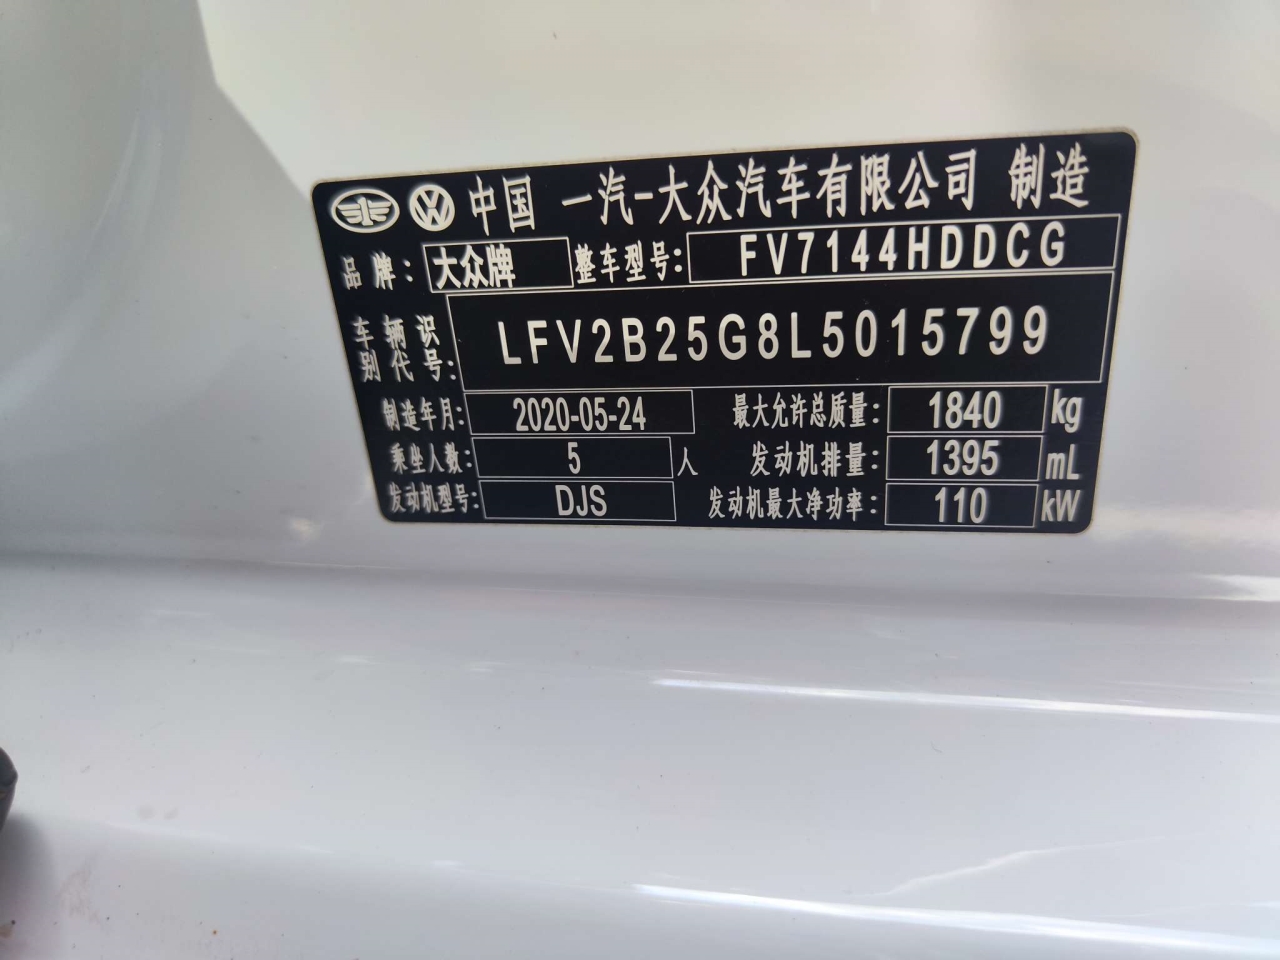 中国 一汽-大众汽车有限公司 制造
品牌: 大众牌 整车型号: FV7144HDDCG
车辆识别代号: LFV2B25G8L5015799
制造年月: 2020-05-24 最大允许总质量: 1840 kg
乘坐人数: 5 人 发动机排量: 1395 mL
发动机型号: DJS 发动机最大净功率: 110 kW